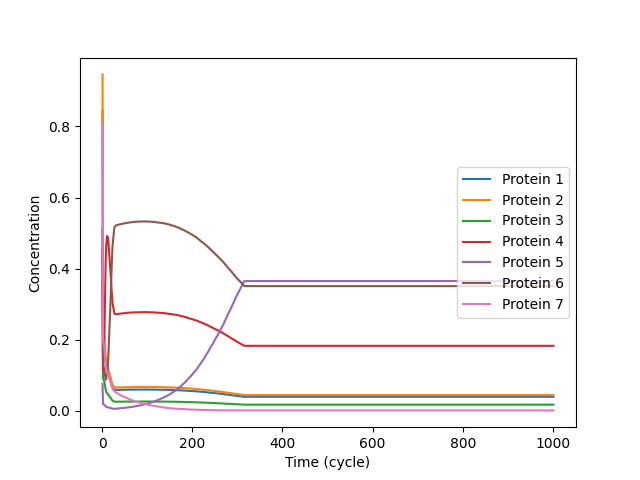 0.8
0.6
0.4
0.2
0.0
Concentration
0
200
400
600
800
1000
Time (cycle)
Protein 1
Protein 2
Protein 3
Protein 4
Protein 5
Protein 6
Protein 7